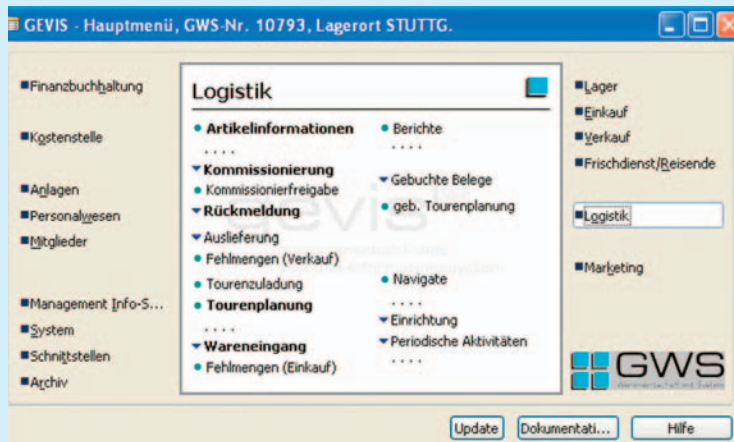 GEVIS - Hauptmenü, GWS-Nr. 10793, Lagerort STUTTG.
Finanzbuchhaltung
Kostenstelle
Anlagen
Personalwesen
Mitglieder
Management Info-S...
System
Schnittstellen
Archiv
Logistik
Artikelinformationen
. . . .
Kommissionierung
Kommissionierfreigabe
Rückmeldung
Auslieferung
Fehlmengen (Verkauf)
Tourenzuladung
Tourenplanung
. . . .
Wareneingang
Fehlmengen (Einkauf)
Berichte
. . . .
Gebuchte Belege
geb. Tourenplanung
Navigate
. . . .
Einrichtung
Periodische Aktivitäten
. . . .
gevis
Lager
Einkauf
Verkauf
Frischdienst/Reisende
Logistik
Marketing
GWS
Update
Dokumentati...
Hilfe